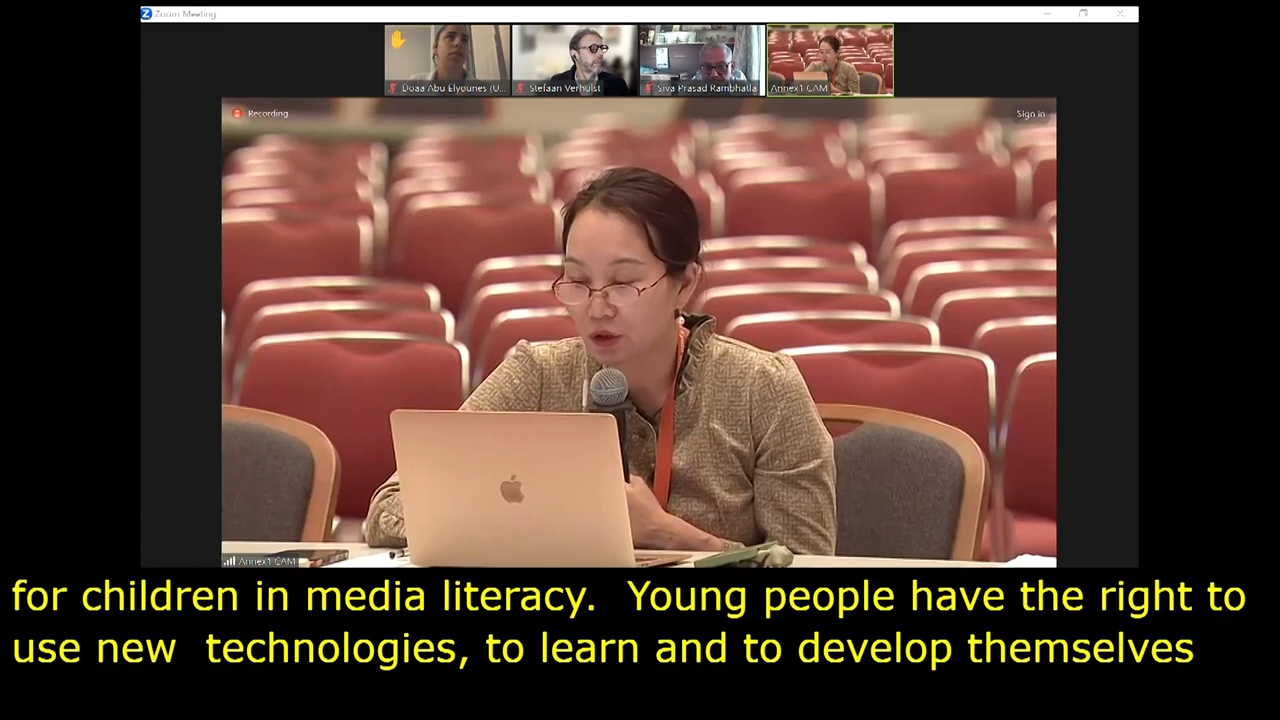 Zoom Meeting
Doaa Abu Elyounes (U...
Stefaan Verhulst
Siva Prasad Rambhatla
Annex1 CAM
Recording
Sign in
Annex1 CAM
for children in media literacy.  Young people have the right to
use new  technologies, to learn and to develop themselves